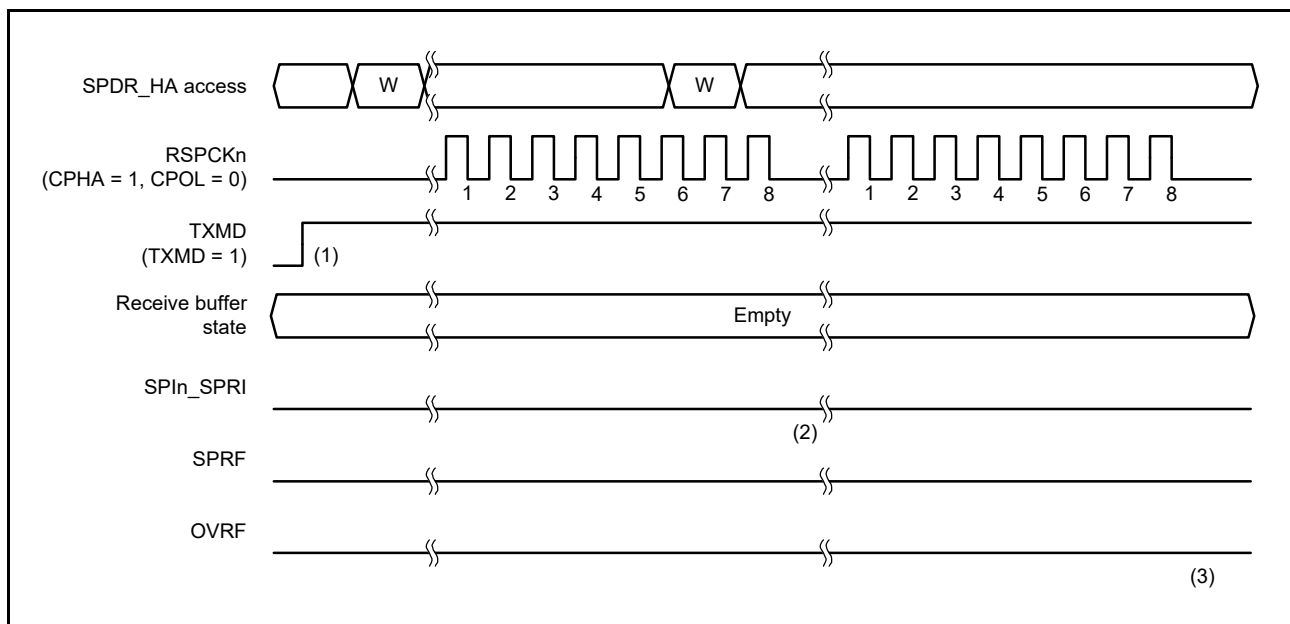 SPDR_HA access
W
W
RSPCKn
(CPHA = 1, CPOL = 0)
1 2 3 4 5 6 7 8
1 2 3 4 5 6 7 8
TXMD
(TXMD = 1)
(1)
Receive buffer
state
Empty
SPIn_SPRI
(2)
SPRF
OVRF
(3)